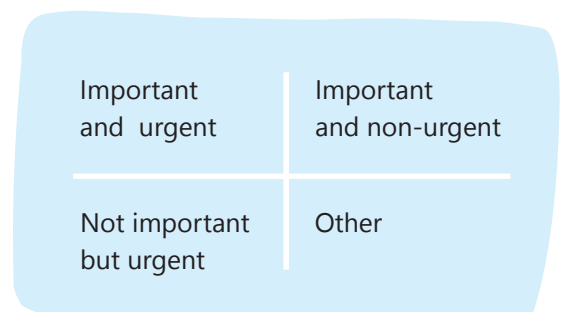 Important
and urgent
Important
and non-urgent
Not important
but urgent
Other